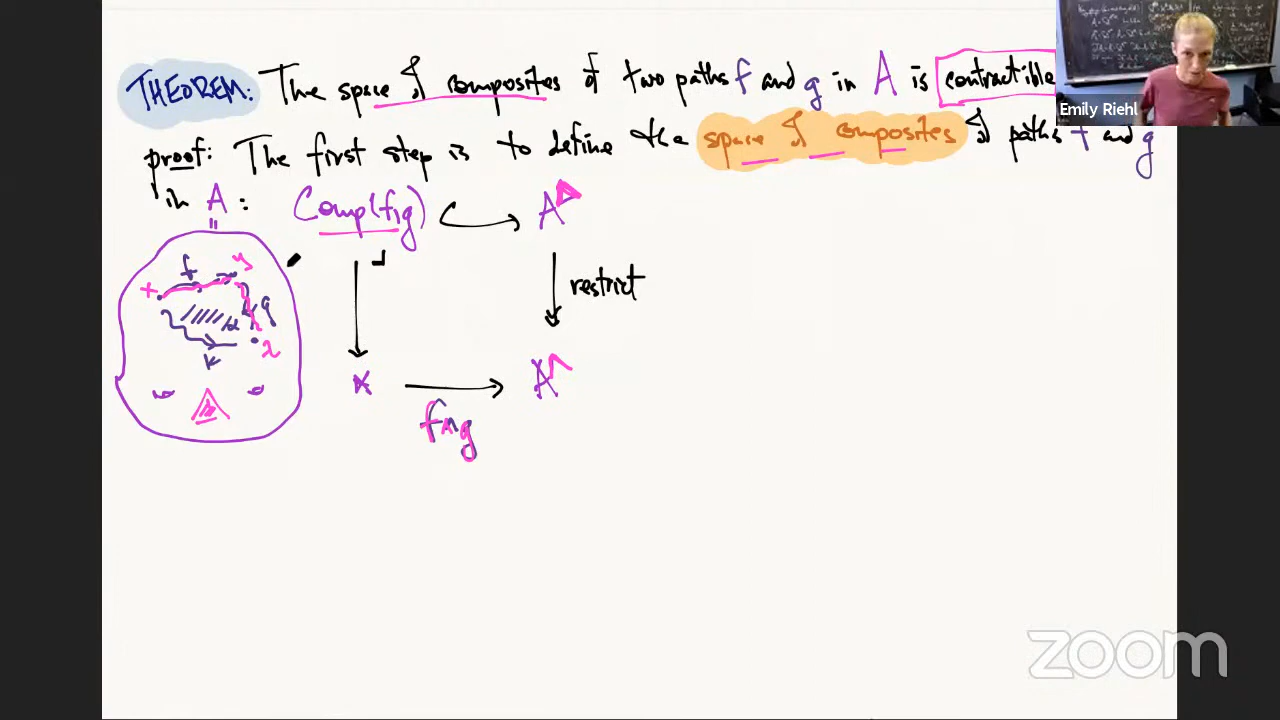 THEOREM: The space of composites of two paths f and g in A is contractible
Emily Riehl
proof: The first step is to define the space of composites of paths f and g
in A : Comp(f,g) A
f
x y
g
z
restrict
* A
f∧g
zoom